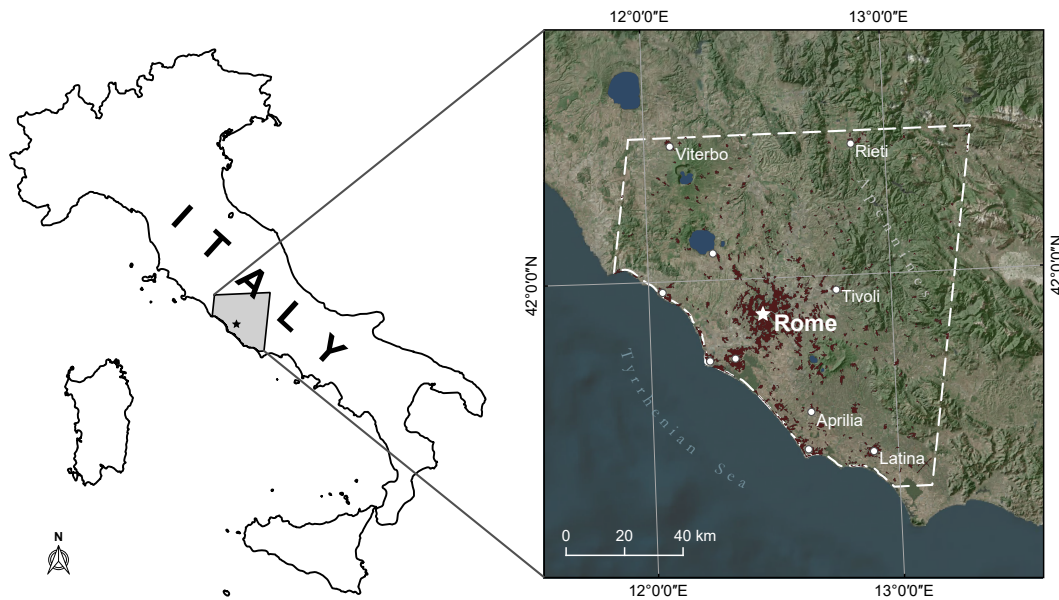 ITALY
N
12°0′0″E
13°0′0″E
42°0′0″N
42°0′0″N
Viterbo
Rieti
Apennines
Tivoli
Rome
Tyrrhenian Sea
Aprilia
Latina
0 20 40 km
12°0′0″E
13°0′0″E